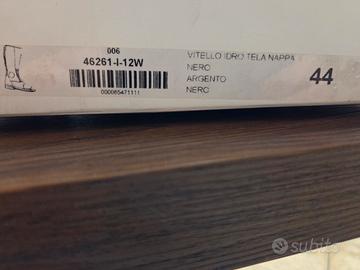 006
46261-I-12W
000065471111
VITELLO IDRO TELA NAPPA
NERO
ARGENTO
NERO
44
subito